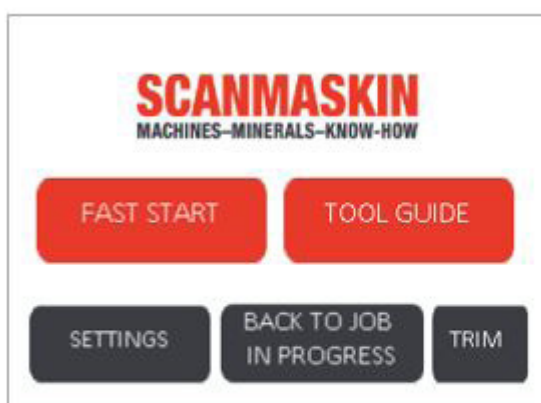 SCANMASKIN
MACHINES–MINERALS–KNOW-HOW
FAST START
TOOL GUIDE
SETTINGS
BACK TO JOB
IN PROGRESS
TRIM